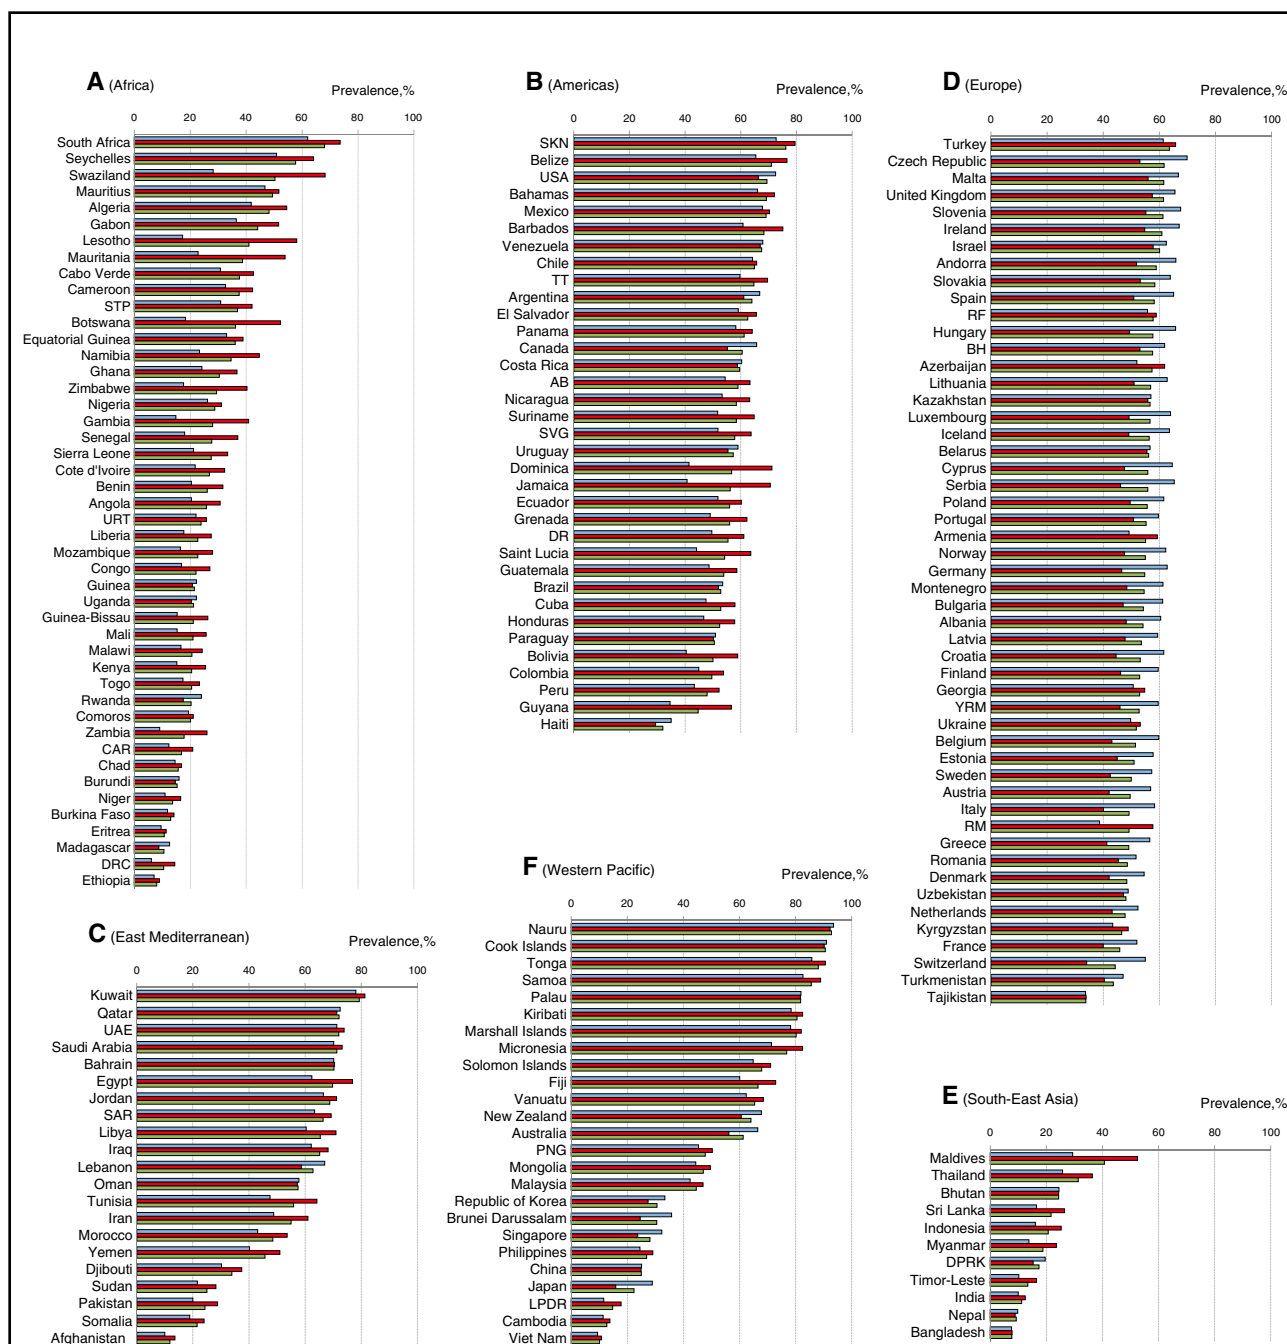 A (Africa)
Prevalence,%
0 20 40 60 80 100
South Africa
Seychelles
Swaziland
Mauritius
Algeria
Gabon
Lesotho
Mauritania
Cabo Verde
Cameroon
STP
Botswana
Equatorial Guinea
Namibia
Ghana
Zimbabwe
Nigeria
Gambia
Senegal
Sierra Leone
Cote d'Ivoire
Benin
Angola
URT
Liberia
Mozambique
Congo
Guinea
Uganda
Guinea-Bissau
Mali
Malawi
Kenya
Togo
Rwanda
Comoros
Zambia
CAR
Chad
Burundi
Niger
Burkina Faso
Eritrea
Madagascar
DRC
Ethiopia
B (Americas)
Prevalence,%
0 20 40 60 80 100
SKN
Belize
USA
Bahamas
Mexico
Barbados
Venezuela
Chile
TT
Argentina
El Salvador
Panama
Canada
Costa Rica
AB
Nicaragua
Suriname
SVG
Uruguay
Dominica
Jamaica
Ecuador
Grenada
DR
Saint Lucia
Guatemala
Brazil
Cuba
Honduras
Paraguay
Bolivia
Colombia
Peru
Guyana
Haiti
C (East Mediterranean)
Prevalence,%
0 20 40 60 80 100
Kuwait
Qatar
UAE
Saudi Arabia
Bahrain
Egypt
Jordan
SAR
Libya
Iraq
Lebanon
Oman
Tunisia
Iran
Morocco
Yemen
Djibouti
Sudan
Pakistan
Somalia
Afghanistan
D (Europe)
Prevalence,%
0 20 40 60 80 100
Turkey
Czech Republic
Malta
United Kingdom
Slovenia
Ireland
Israel
Andorra
Slovakia
Spain
RF
Hungary
BH
Azerbaijan
Lithuania
Kazakhstan
Luxembourg
Iceland
Belarus
Cyprus
Serbia
Poland
Portugal
Armenia
Norway
Germany
Montenegro
Bulgaria
Albania
Latvia
Croatia
Finland
Georgia
YRM
Ukraine
Belgium
Estonia
Sweden
Austria
Italy
RM
Greece
Romania
Denmark
Uzbekistan
Netherlands
Kyrgyzstan
France
Switzerland
Turkmenistan
Tajikistan
E (South-East Asia)
Prevalence,%
0 20 40 60 80 100
Maldives
Thailand
Bhutan
Sri Lanka
Indonesia
Myanmar
DPRK
Timor-Leste
India
Nepal
Bangladesh
F (Western Pacific)
Prevalence,%
0 20 40 60 80 100
Nauru
Cook Islands
Tonga
Samoa
Palau
Kiribati
Marshall Islands
Micronesia
Solomon Islands
Fiji
Vanuatu
New Zealand
Australia
PNG
Mongolia
Malaysia
Republic of Korea
Brunei Darussalam
Singapore
Philippines
China
Japan
LPDR
Cambodia
Viet Nam